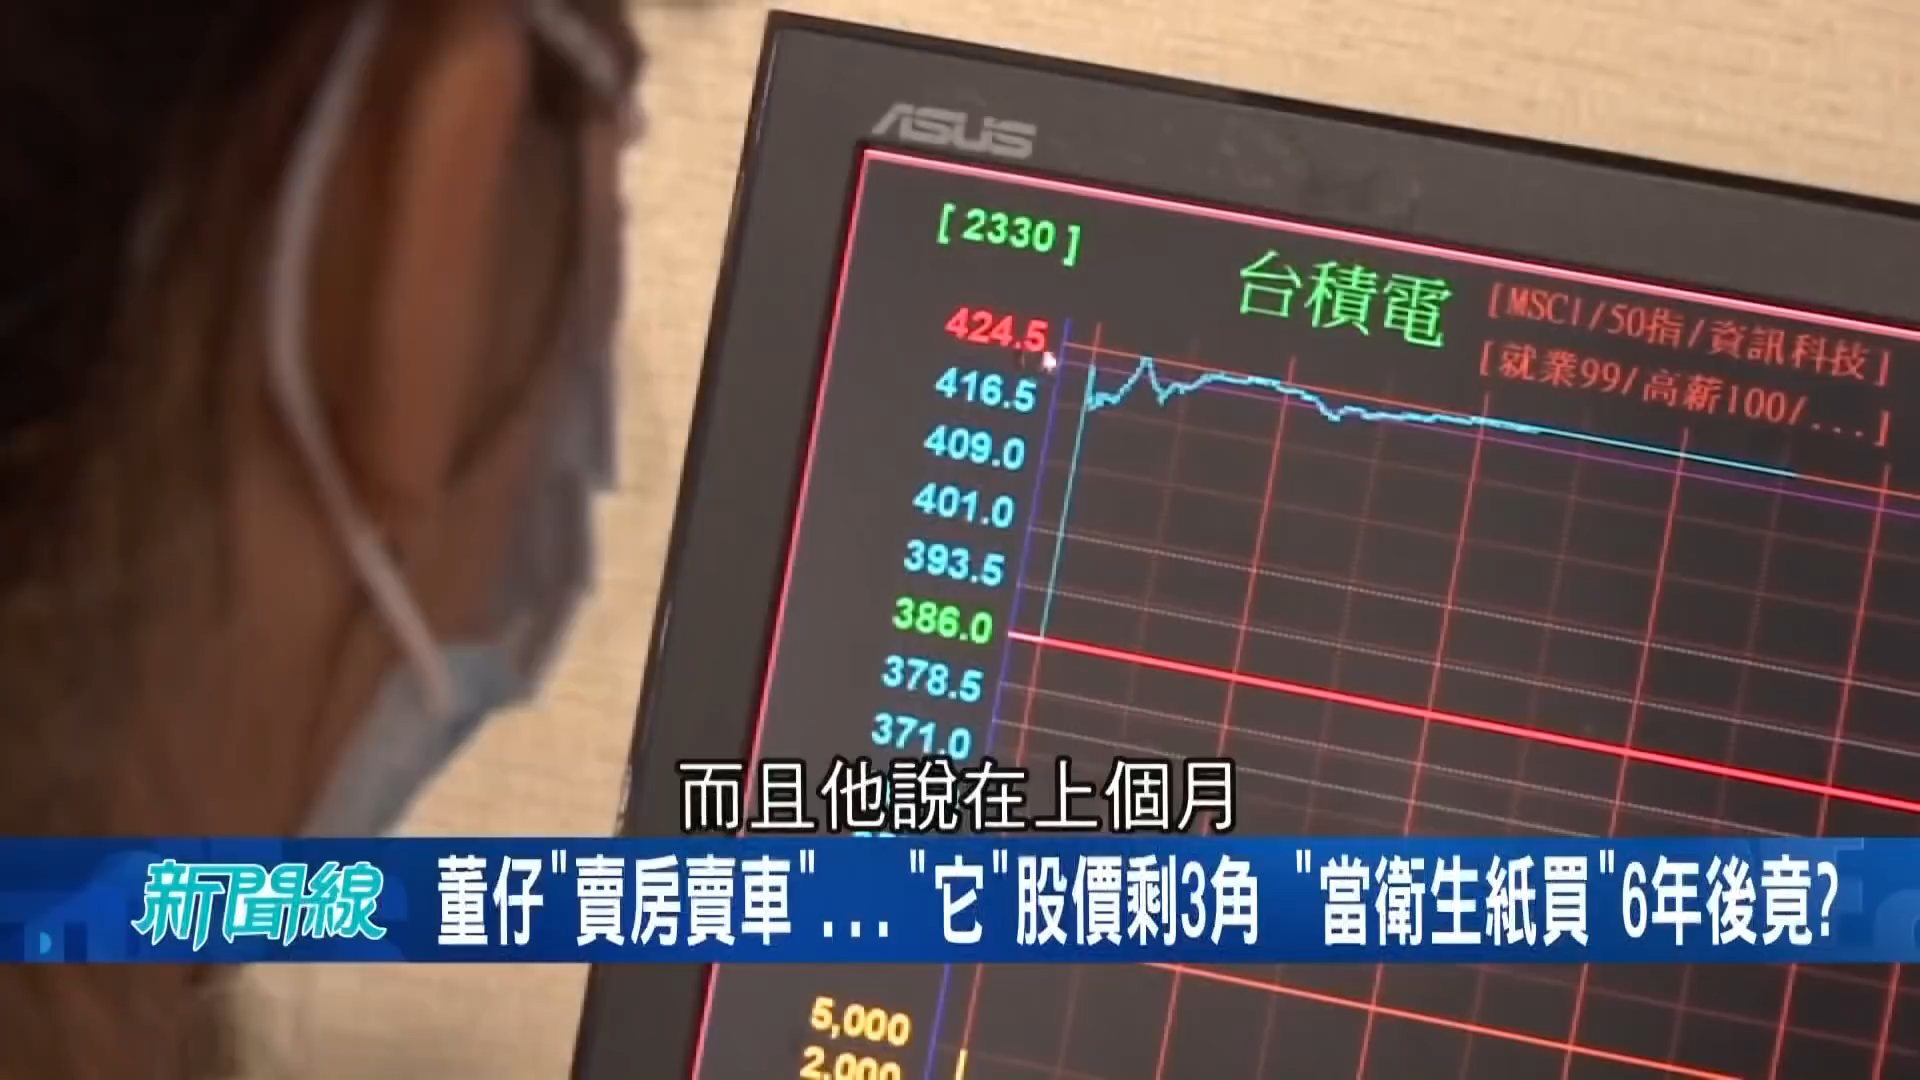 ASUS
[ 2330 ]
台積電
[MSCI/50指/資訊科技]
[就業99/高薪100/...]
424.5
416.5
409.0
401.0
393.5
386.0
378.5
371.0
而且他說在上個月
新聞線
董仔"賣房賣車"... "它"股價剩3角 "當衛生紙買"6年後竟?
5,000
2,000